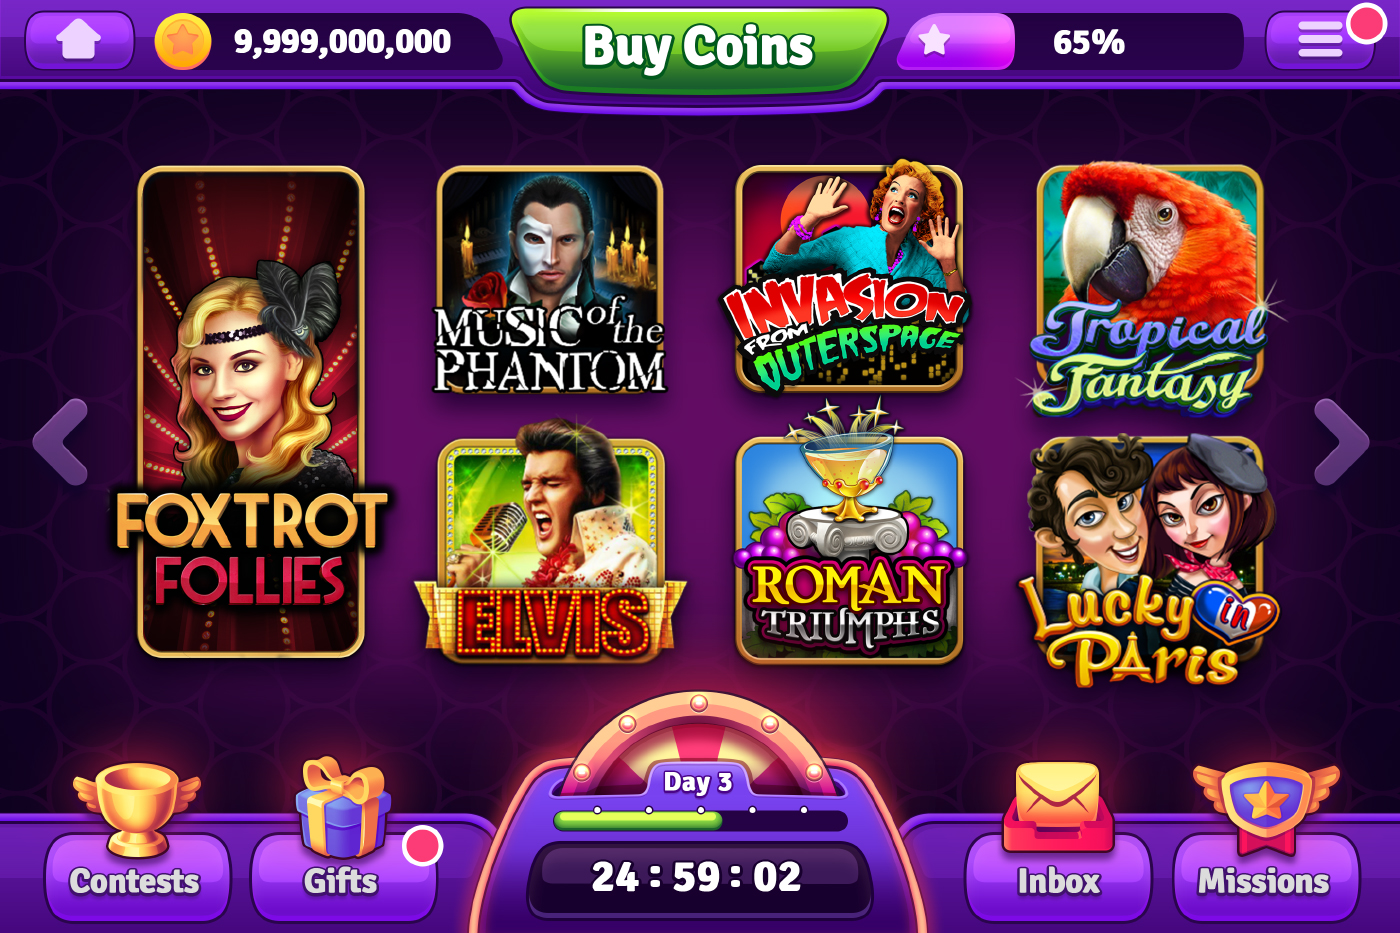 9,999,000,000
Buy Coins
65%
FOXTROT
FOLLIES
MUSIC of the
PHANTOM
INVASION
FROM
OUTERSPACE
Tropical
Fantasy
ELVIS
ROMAN
TRIUMPHS
Lucky in
Paris
Contests
Gifts
Day 3
24 : 59 : 02
Inbox
Missions